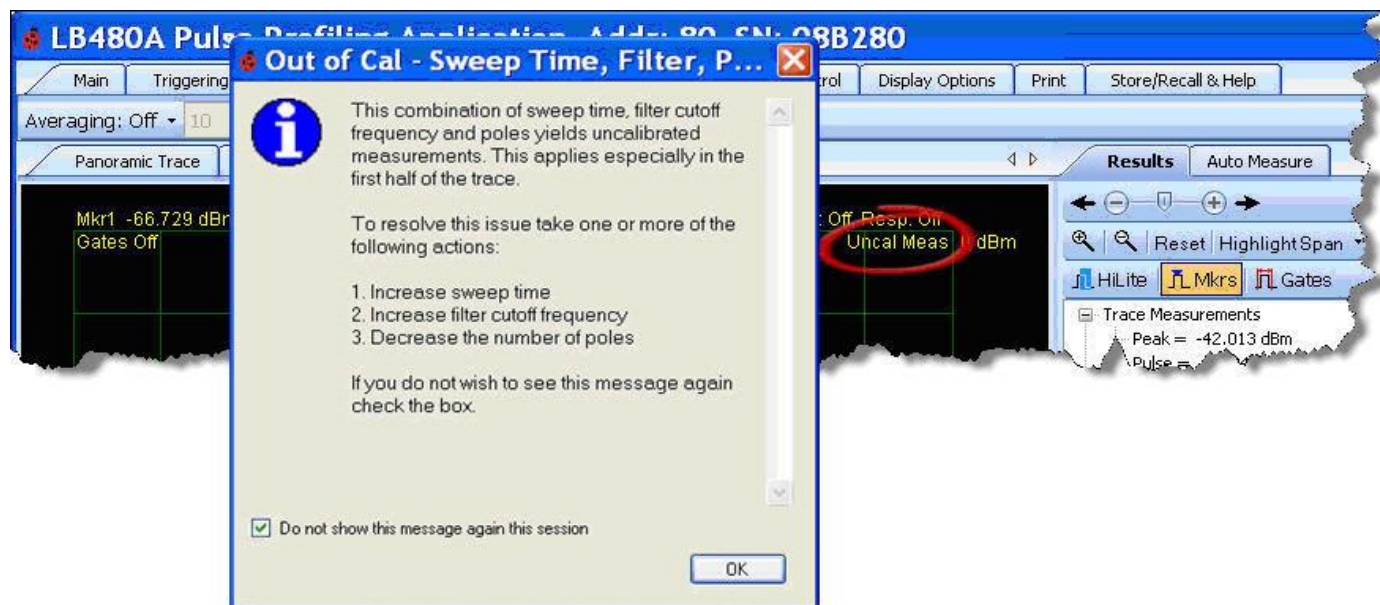 LB480A Pulse Profiling Application, Addr: 80, SN: 08B280
Out of Cal - Sweep Time, Filter, P...
Main
Triggering
rol
Display Options
Print
Store/Recall & Help
Averaging: Off
10
Panoramic Trace
Results
Auto Measure
This combination of sweep time, filter cutoff
frequency and poles yields uncalibrated
measurements. This applies especially in the
first half of the trace.
To resolve this issue take one or more of the
following actions:
1. Increase sweep time
2. Increase filter cutoff frequency
3. Decrease the number of poles
If you do not wish to see this message again
check the box.
Do not show this message again this session
OK
Mkr1 -66.729 dBm
Gates Off
Off Resp. Off
Uncal Meas
dBm
Reset
Highlight Span
HiLite
Mkrs
Gates
Trace Measurements
Peak = -42.013 dBm
Pulse =